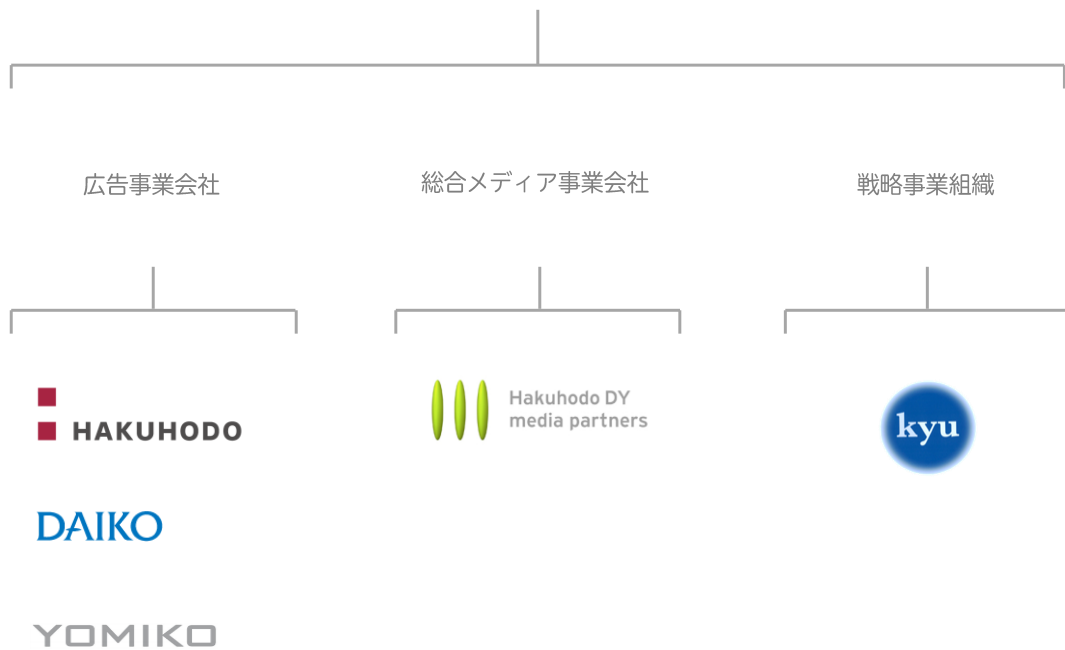 広告事業会社
総合メディア事業会社
戦略事業組織
HAKUHODO
Hakuhodo DY
media partners
kyu
DAIKO
YOMIKO